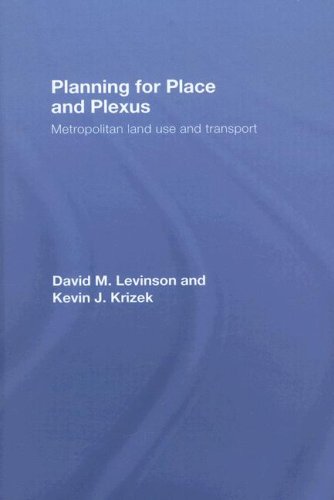 Planning for Place
and Plexus
Metropolitan land use and transport
David M. Levinson and
Kevin J. Krizek